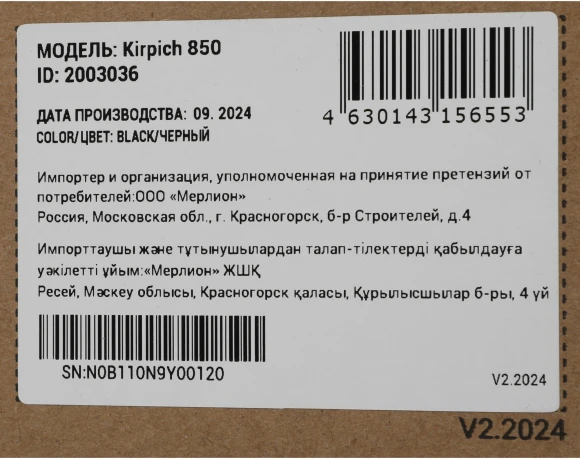 МОДЕЛЬ: Kirpich 850
ID: 2003036
ДАТА ПРОИЗВОДСТВА: 09. 2024
COLOR/ЦВЕТ: BLACK/ЧЕРНЫЙ
4 630143 156553
Импортер и организация, уполномоченная на принятие претензий от
потребителей:ООО «Мерлион»
Россия, Московская обл., г. Красногорск, б-р Строителей, д.4
Импорттаушы және тұтынушылардан талап-тілектерді қабылдауға
уәкілетті ұйым:«Мерлион» ЖШҚ
Ресей, Мәскеу облысы, Красногорск қаласы, Құрылысшылар б-ры, 4 үй
SN:N0B110N9Y00120
V2.2024
V2.2024